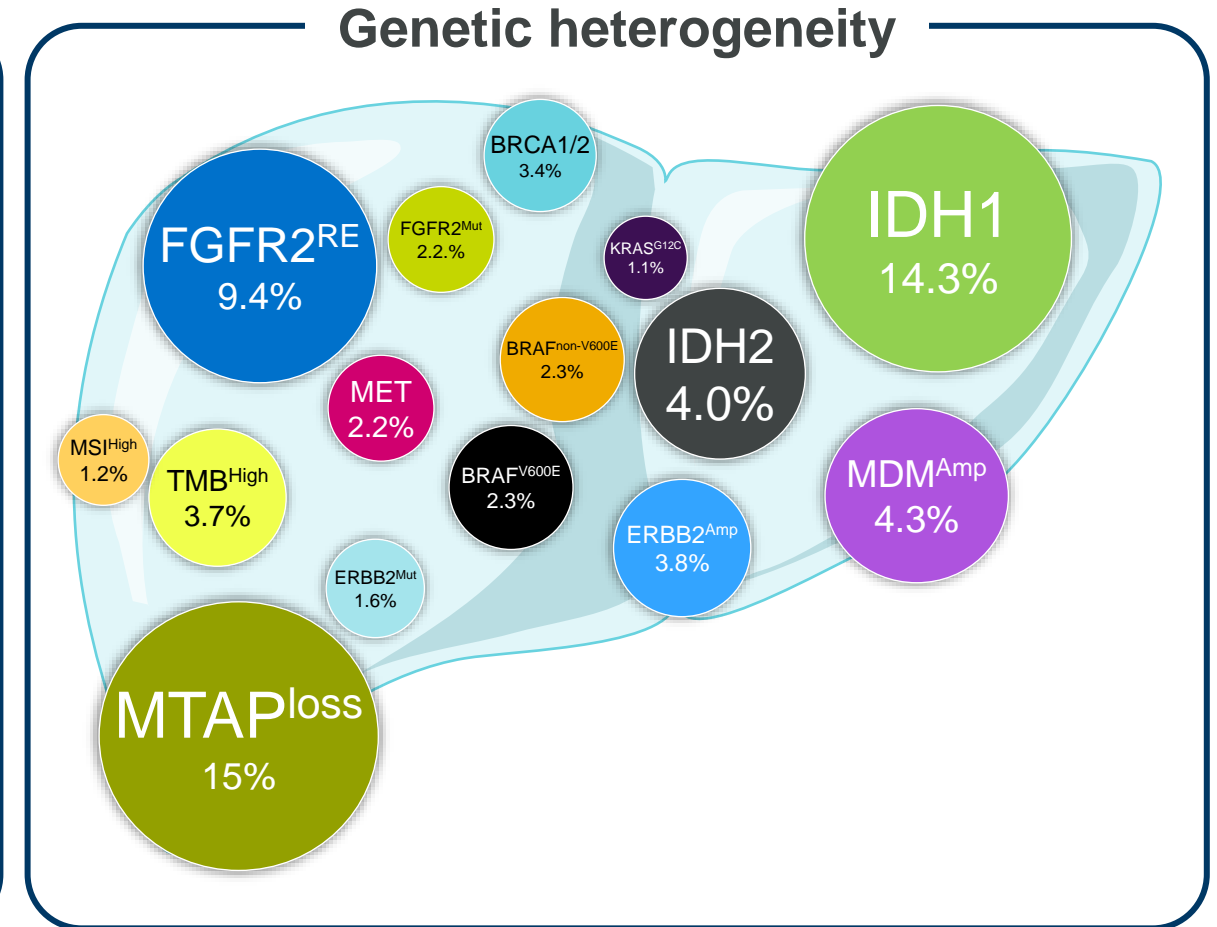 Genetic heterogeneity
BRCA1/2
3.4%
IDH1
14.3%
FGFR2RE
9.4%
FGFR2Mut
2.2.%
KRASG12C
1.1%
BRAFnon-V600E
2.3%
IDH2
4.0%
MET
2.2%
MSIHigh
1.2%
TMBHigh
3.7%
BRAFV600E
2.3%
MDMAmp
4.3%
ERBB2Amp
3.8%
ERBB2Mut
1.6%
MTAPloss
15%